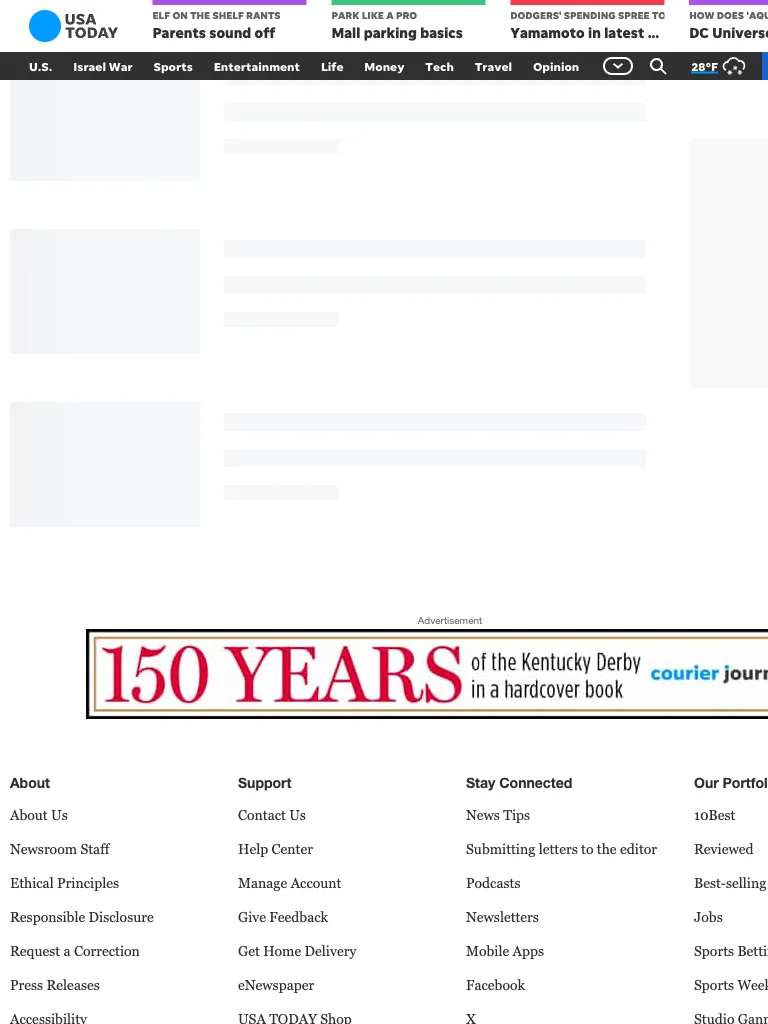 USA
TODAY
ELF ON THE SHELF RANTS
Parents sound off
PARK LIKE A PRO
Mall parking basics
DODGERS' SPENDING SPREE TO
Yamamoto in latest ...
HOW DOES 'AQU
DC Universe
U.S. Israel War Sports Entertainment Life Money Tech Travel Opinion 28°F
Advertisement
150 YEARS
of the Kentucky Derby
in a hardcover book
courier journ
About
About Us
Newsroom Staff
Ethical Principles
Responsible Disclosure
Request a Correction
Press Releases
Accessibility
Support
Contact Us
Help Center
Manage Account
Give Feedback
Get Home Delivery
eNewspaper
USA TODAY Shop
Stay Connected
News Tips
Submitting letters to the editor
Podcasts
Newsletters
Mobile Apps
Facebook
X
Our Portfol
10Best
Reviewed
Best-selling
Jobs
Sports Betti
Sports Week
Studio Gann